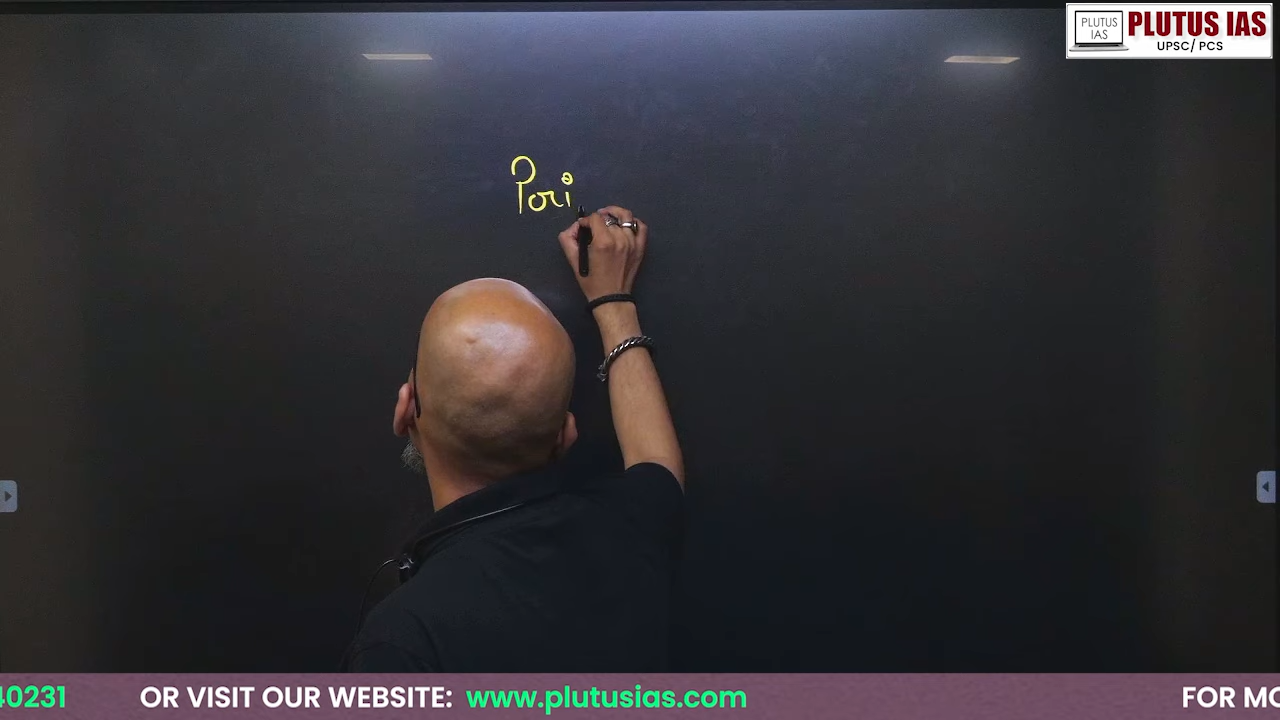 PLUTUS IAS
PLUTUS IAS
UPSC/ PCS
Pori
40231 OR VISIT OUR WEBSITE: www.plutusias.com FOR MO